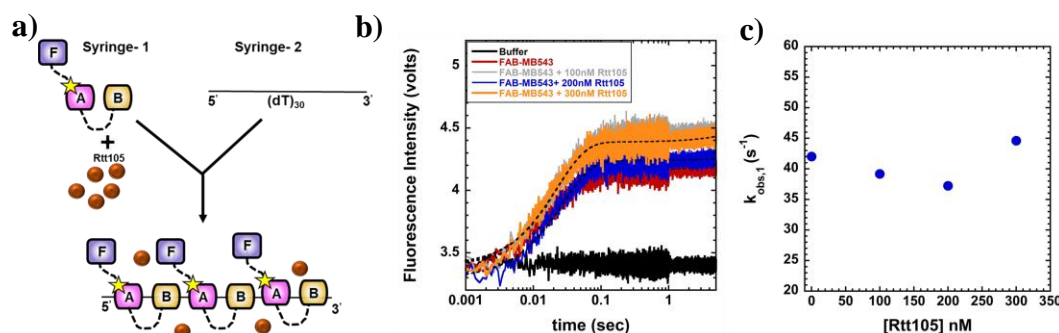 a)
Syringe- 1
Syringe- 2
F
A
B
5'
(dT)30
3'
+
Rtt105
F
F
F
A
B
A
B
A
B
5'
3'
b)
Fluorescence Intensity (volts)
5
4.5
4
3.5
3
Buffer
FAB-MB543
FAB-MB543 + 100nM Rtt105
FAB-MB543+ 200nM Rtt105
FAB-MB543 + 300nM Rtt105
0.001
0.01
0.1
1
time (sec)
c)
kobs,1 (s-1)
60
55
50
45
40
35
30
25
20
0
50
100
150
200
250
300
350
[Rtt105] nM